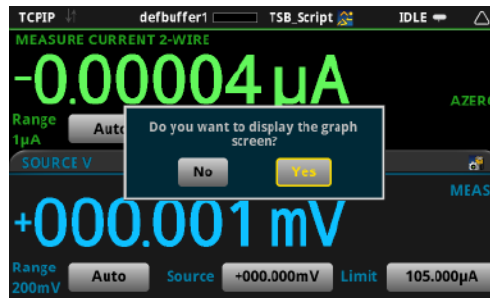 TCPIP defbuffer1 TSB_Script IDLE
MEASURE CURRENT 2-WIRE
-0.00004 μA
AZER
Range
1μA
Do you want to display the graph
screen?
No Yes
SOURCE V
MEAS
+000.001 mV
Range
200mV Auto Source +000.000mV Limit 105.000μA